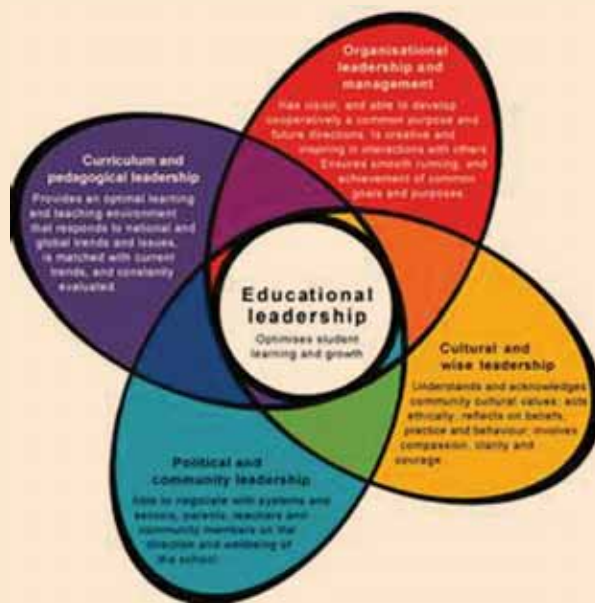 Organisational
leadership and
management
Has vision, and able to develop
cooperatively a common purpose and
future directions. Is creative and
inspiring in interactions with others.
Ensures smooth running, and
achievement of common
goals and purposes.
Curriculum and
pedagogical leadership
Provides an optimal learning
and teaching environment
that responds to national and
global trends and issues,
is matched with current
trends, and constantly
evaluated.
Educational
leadership
Optimises student
learning and growth
Cultural and
wise leadership
Understands and acknowledges
community cultural values; acts
ethically; reflects on beliefs,
practice and behaviour; involves
compassion, clarity and
courage.
Political and
community leadership
Able to negotiate with systems and
sectors, parents, teachers and
community members on the
direction and wellbeing of
the school.